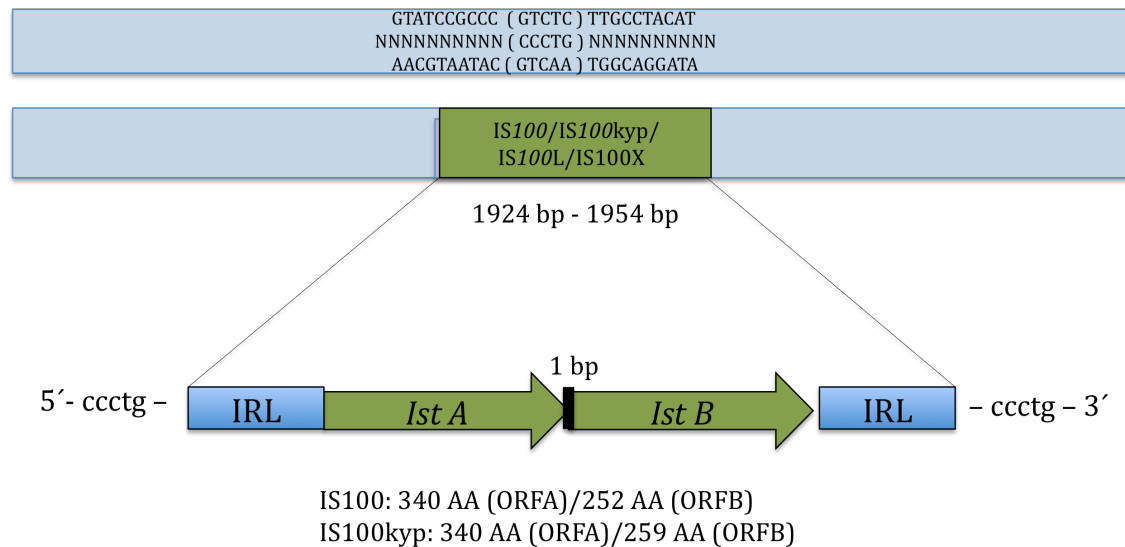 GTATCCGCCC ( GTCTC ) TTGCCTACAT
NNNNNNNNNN ( CCCTG ) NNNNNNNNNN
AACGTAATAC ( GTCAA ) TGGCAGGATA
IS100/IS100kyp/
IS100L/IS100X
1924 bp - 1954 bp
1 bp
5´- ccctg – IRL Ist A Ist B IRL – ccctg – 3´
IS100: 340 AA (ORFA)/252 AA (ORFB)
IS100kyp: 340 AA (ORFA)/259 AA (ORFB)